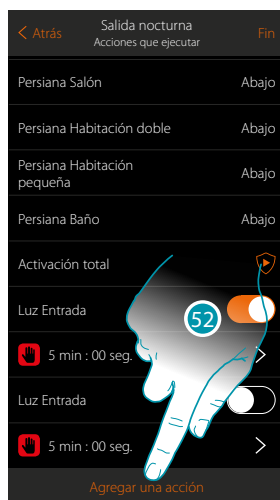 < Atrás
Salida nocturna
Fin
Acciones que ejecutar
Persiana Salón
Abajo
Persiana Habitación doble
Abajo
Persiana Habitación
pequeña
Abajo
Persiana Baño
Abajo
Activación total
Luz Entrada
52
5 min : 00 seg.
Luz Entrada
5 min : 00 seg.
Agregar una acción